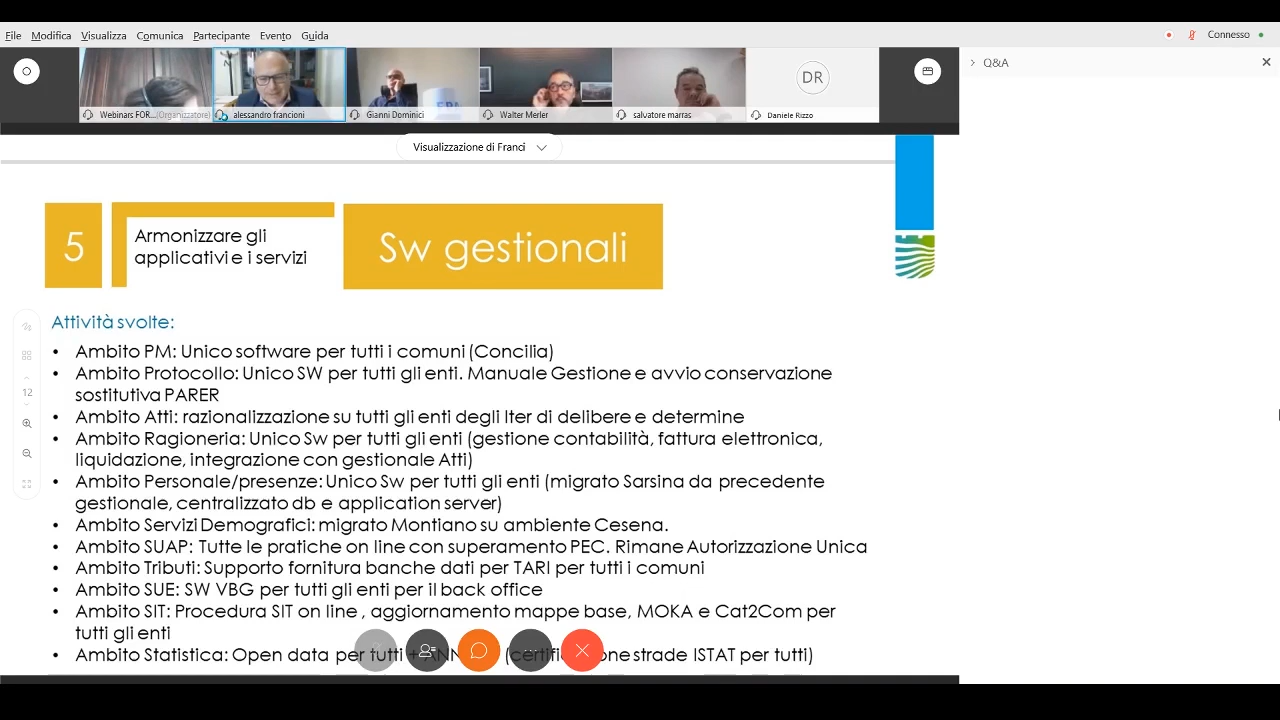 File Modifica Visualizza Comunica Partecipante Evento Guida
Connesso
Q&A
DR
Webinars FOR... (Organizzatore)
alessandro francioni
Gianni Dominici
Walter Merler
salvatore marras
Daniele Rizzo
Visualizzazione di Franci
5
Armonizzare gli
applicativi e i servizi
Sw gestionali
Attività svolte:
• Ambito PM: Unico software per tutti i comuni (Concilia)
• Ambito Protocollo: Unico SW per tutti gli enti. Manuale Gestione e avvio conservazione
sostitutiva PARER
• Ambito Atti: razionalizzazione su tutti gli enti degli Iter di delibere e determine
• Ambito Ragioneria: Unico Sw per tutti gli enti (gestione contabilità, fattura elettronica,
liquidazione, integrazione con gestionale Atti)
• Ambito Personale/presenze: Unico Sw per tutti gli enti (migrato Sarsina da precedente
gestionale, centralizzato db e application server)
• Ambito Servizi Demografici: migrato Montiano su ambiente Cesena.
• Ambito SUAP: Tutte le pratiche on line con superamento PEC. Rimane Autorizzazione Unica
• Ambito Tributi: Supporto fornitura banche dati per TARI per tutti i comuni
• Ambito SUE: SW VBG per tutti gli enti per il back office
• Ambito SIT: Procedura SIT on line , aggiornamento mappe base, MOKA e Cat2Com per
tutti gli enti
• Ambito Statistica: Open data per tutti + strade ISTAT per tutti)
12